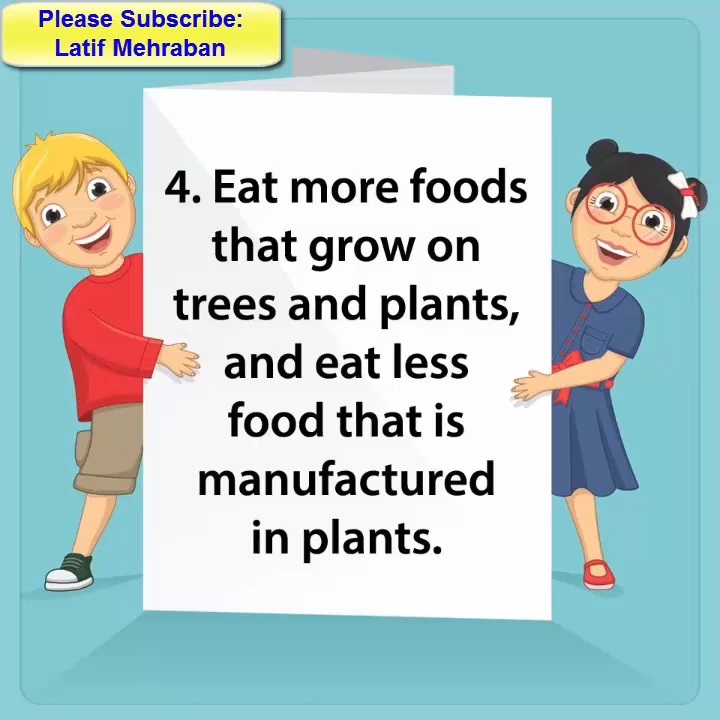 Please Subscribe:
Latif Mehraban
4. Eat more foods
that grow on
trees and plants,
and eat less
food that is
manufactured
in plants.